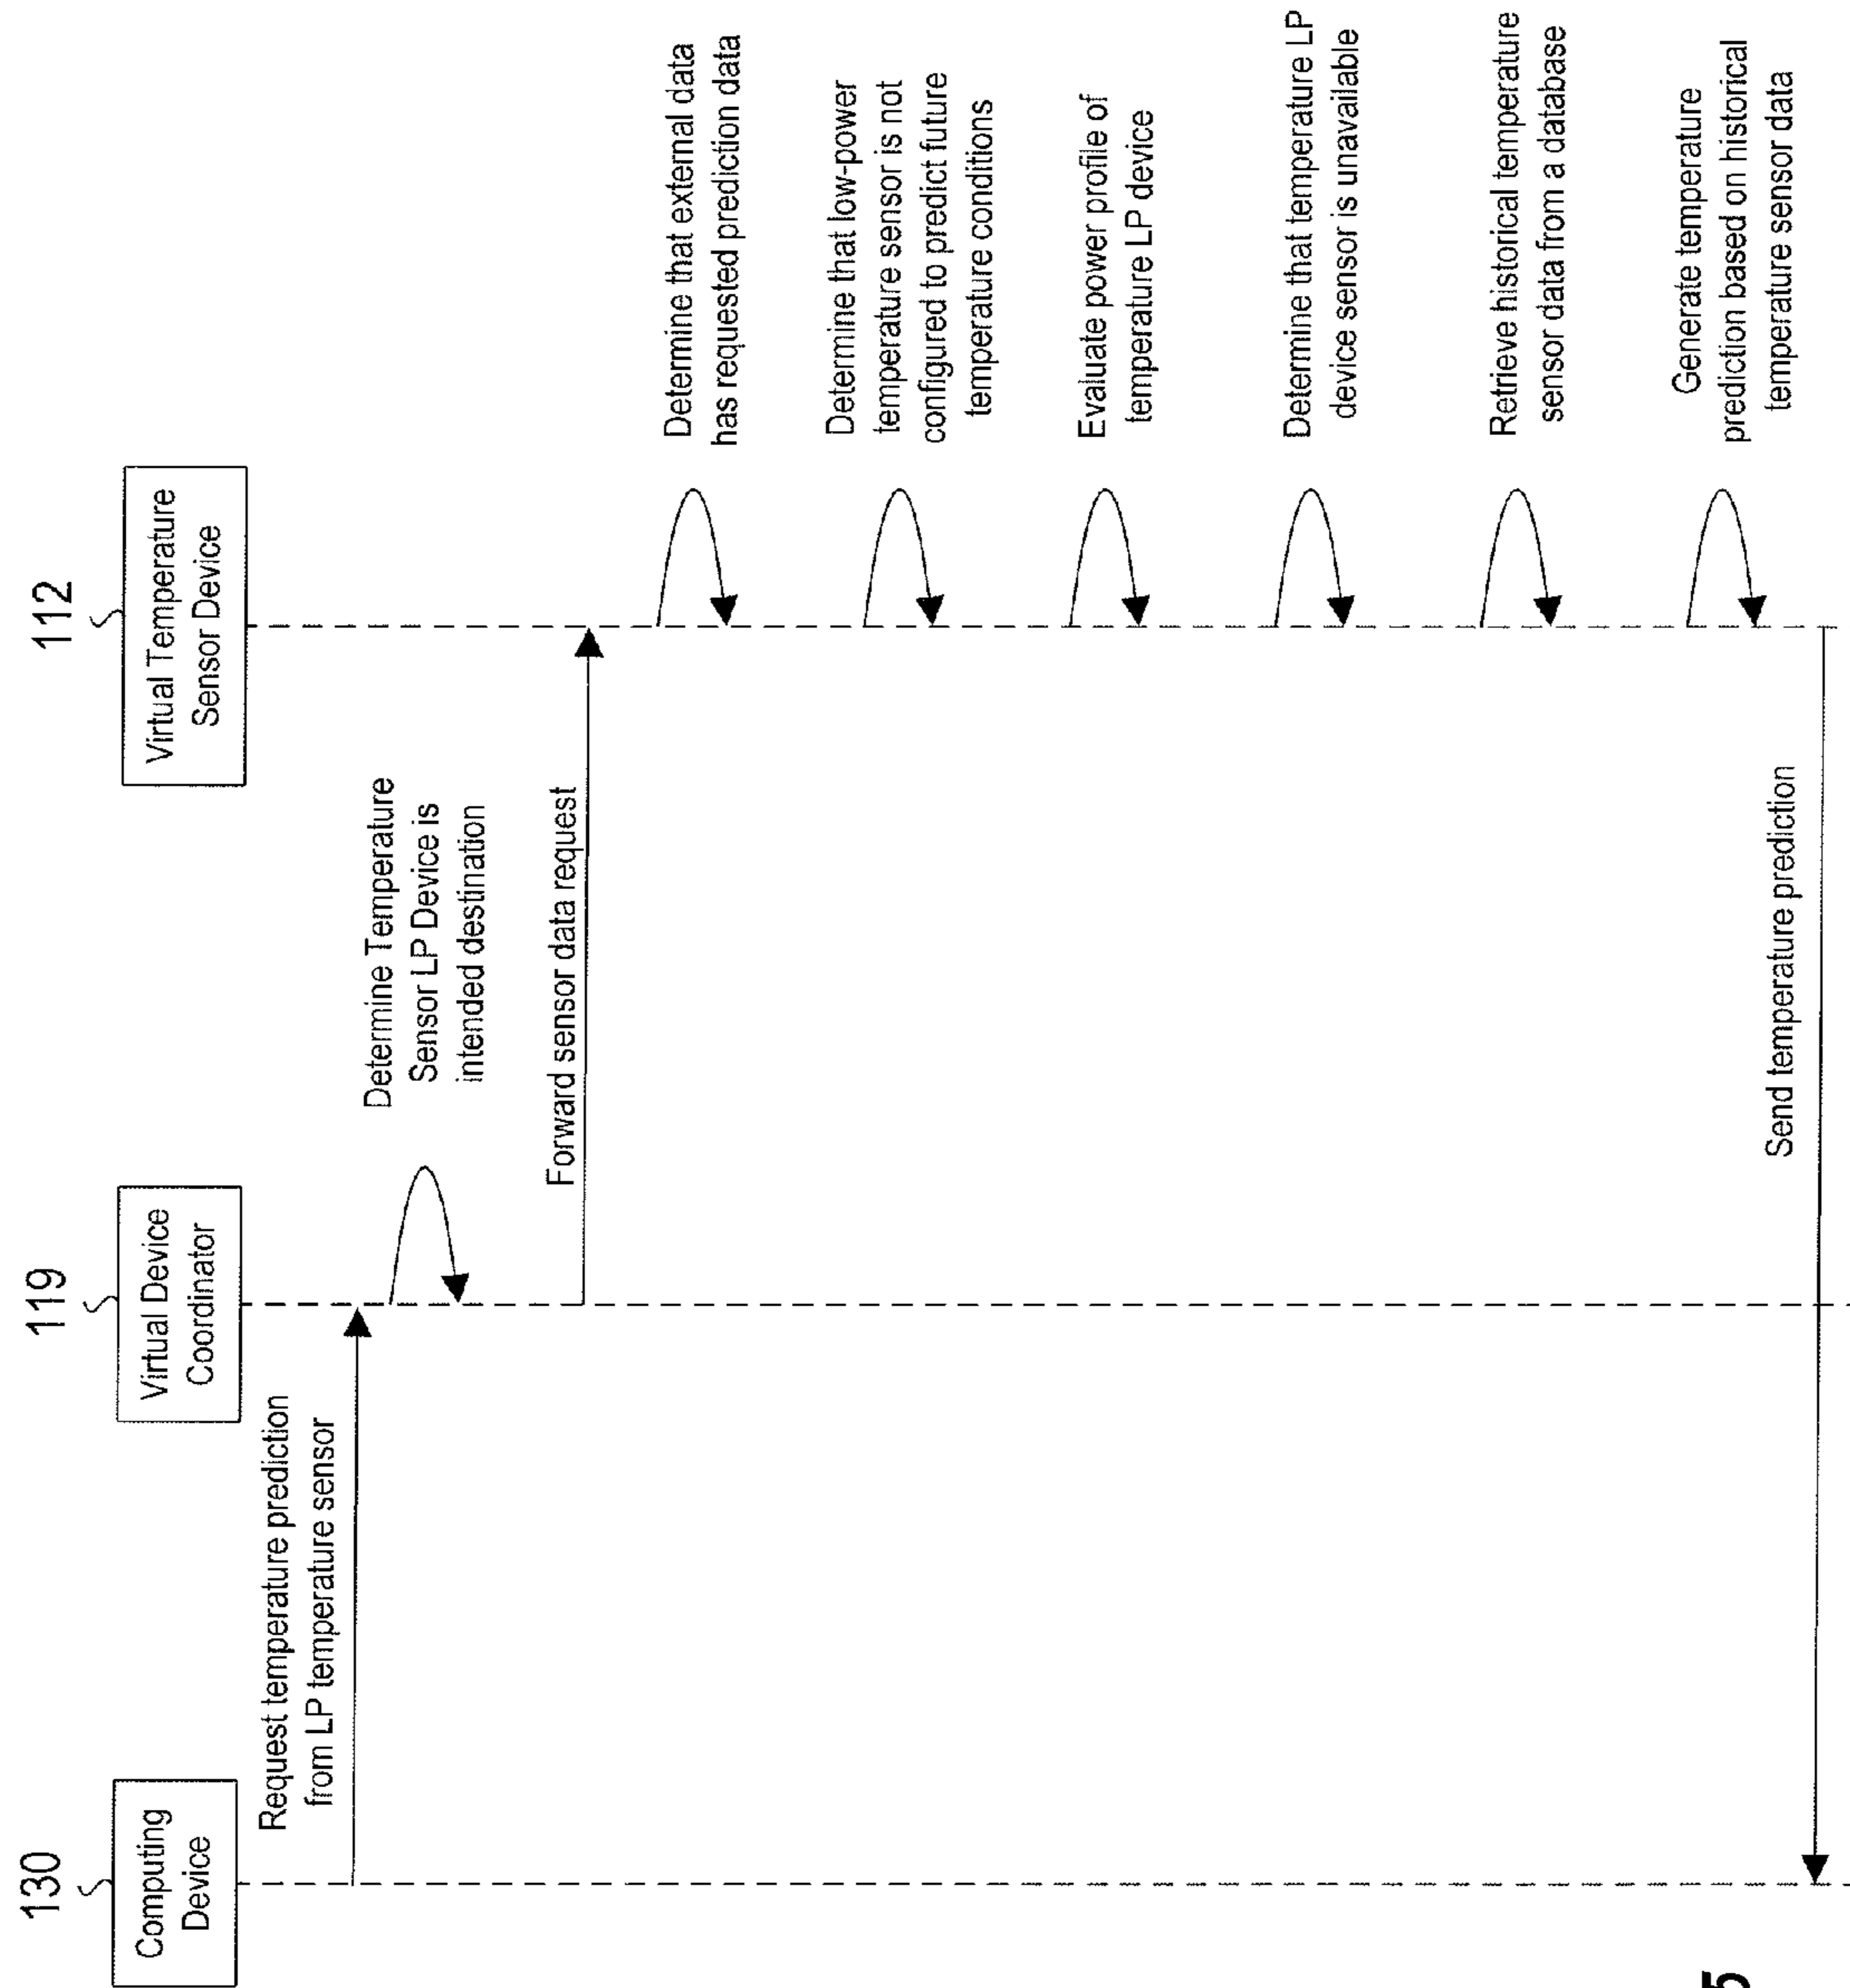 130
Computing
Device
119
Virtual Device
Coordinator
112
Virtual Temperature
Sensor Device
Request temperature prediction
from LP temperature sensor
Determine Temperature
Sensor LP Device is
intended destination
Forward sensor data request
Determine that external data
has requested prediction data
Determine that low-power
temperature sensor is not
configured to predict future
temperature conditions
Evaluate power profile of
temperature LP device
Determine that temperature LP
device sensor is unavailable
Retrieve historical temperature
sensor data from a database
Generate temperature
prediction based on historical
temperature sensor data
Send temperature prediction
5